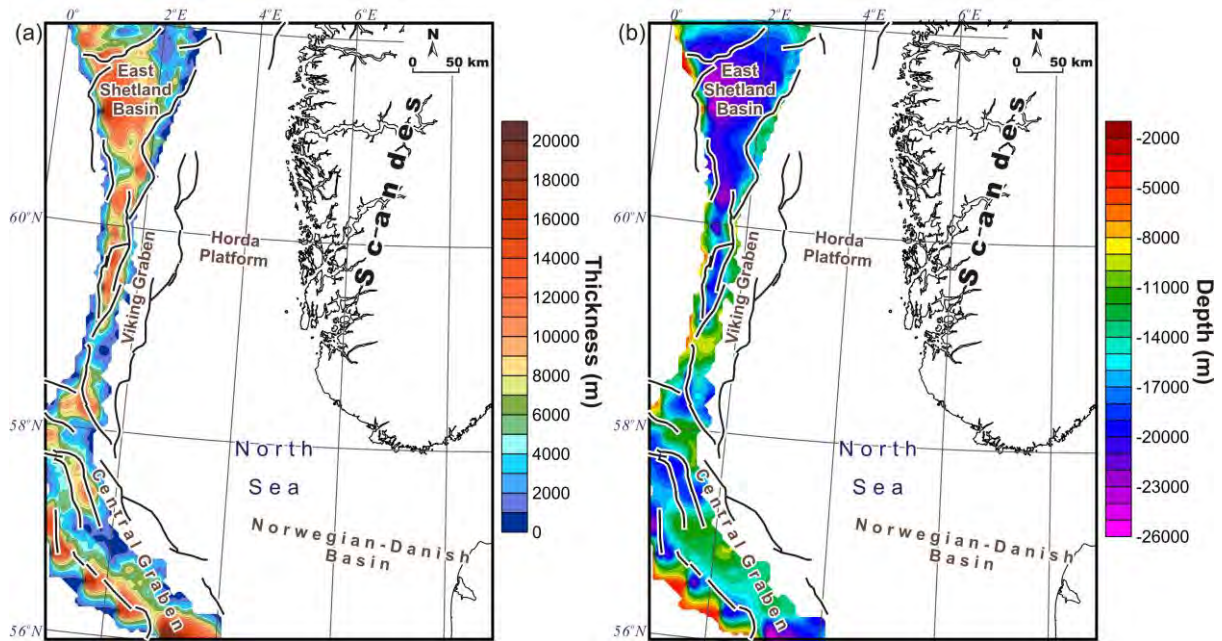 0° 2°E 4°E 6°E
(a)
N
0 50 km
East
Shetland
Basin
60°N
Viking Graben
Horda
Platform
Scandes
58°N
North
Sea
Central Graben
Norwegian-Danish
Basin
56°N
20000
18000
16000
14000
12000
10000
8000
6000
4000
2000
0
Thickness (m)
0° 2°E 4°E 6°E
(b)
N
0 50 km
East
Shetland
Basin
60°N
Viking Graben
Horda
Platform
Scandes
58°N
North
Sea
Central Graben
Norwegian-Danish
Basin
56°N
-2000
-5000
-8000
-11000
-14000
-17000
-20000
-23000
-26000
Depth (m)